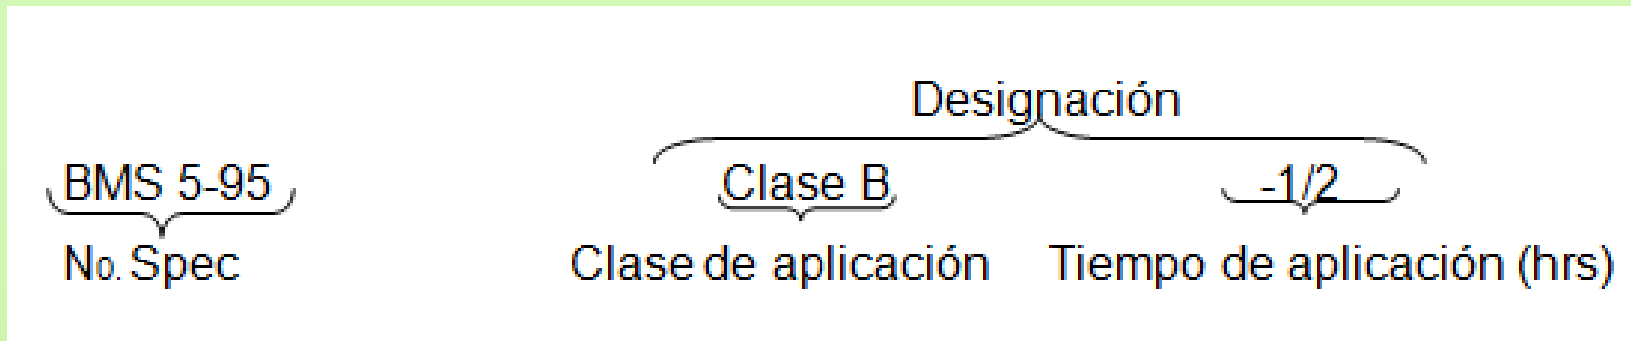 Designación
BMS 5-95 Clase B -1/2
No. Spec Clase de aplicación Tiempo de aplicación (hrs)